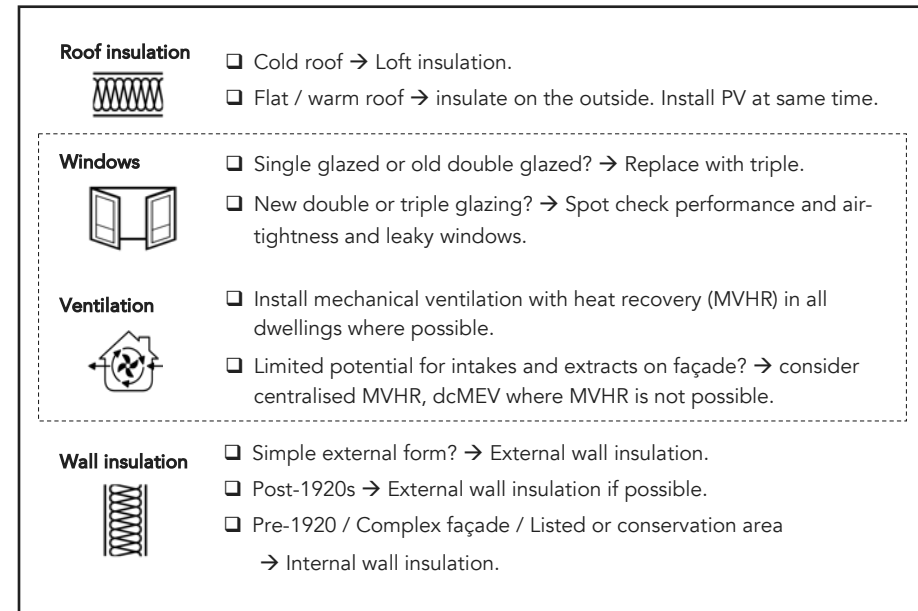 Roof insulation
❑ Cold roof → Loft insulation.
❑ Flat / warm roof → insulate on the outside. Install PV at same time.
Windows
❑ Single glazed or old double glazed? → Replace with triple.
❑ New double or triple glazing? → Spot check performance and air-
tightness and leaky windows.
Ventilation
❑ Install mechanical ventilation with heat recovery (MVHR) in all
dwellings where possible.
❑ Limited potential for intakes and extracts on façade? → consider
centralised MVHR, dcMEV where MVHR is not possible.
Wall insulation
❑ Simple external form? → External wall insulation.
❑ Post-1920s → External wall insulation if possible.
❑ Pre-1920 / Complex façade / Listed or conservation area
→ Internal wall insulation.